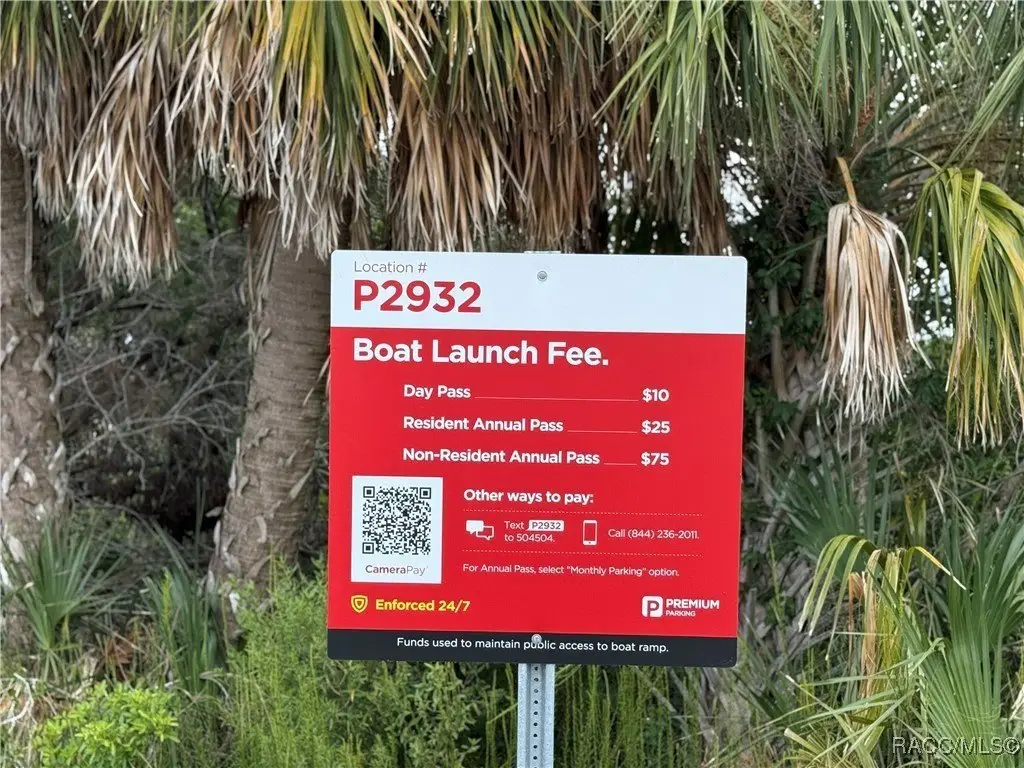 Location #
P2932
Boat Launch Fee.
Day Pass $10
Resident Annual Pass $25
Non-Resident Annual Pass $75
Other ways to pay:
Text P2932
to 504504.
Call (844) 236-2011.
CameraPay
For Annual Pass, select "Monthly Parking" option.
Enforced 24/7
P PREMIUM
PARKING
Funds used to maintain public access to boat ramp.
RACC/MLS©